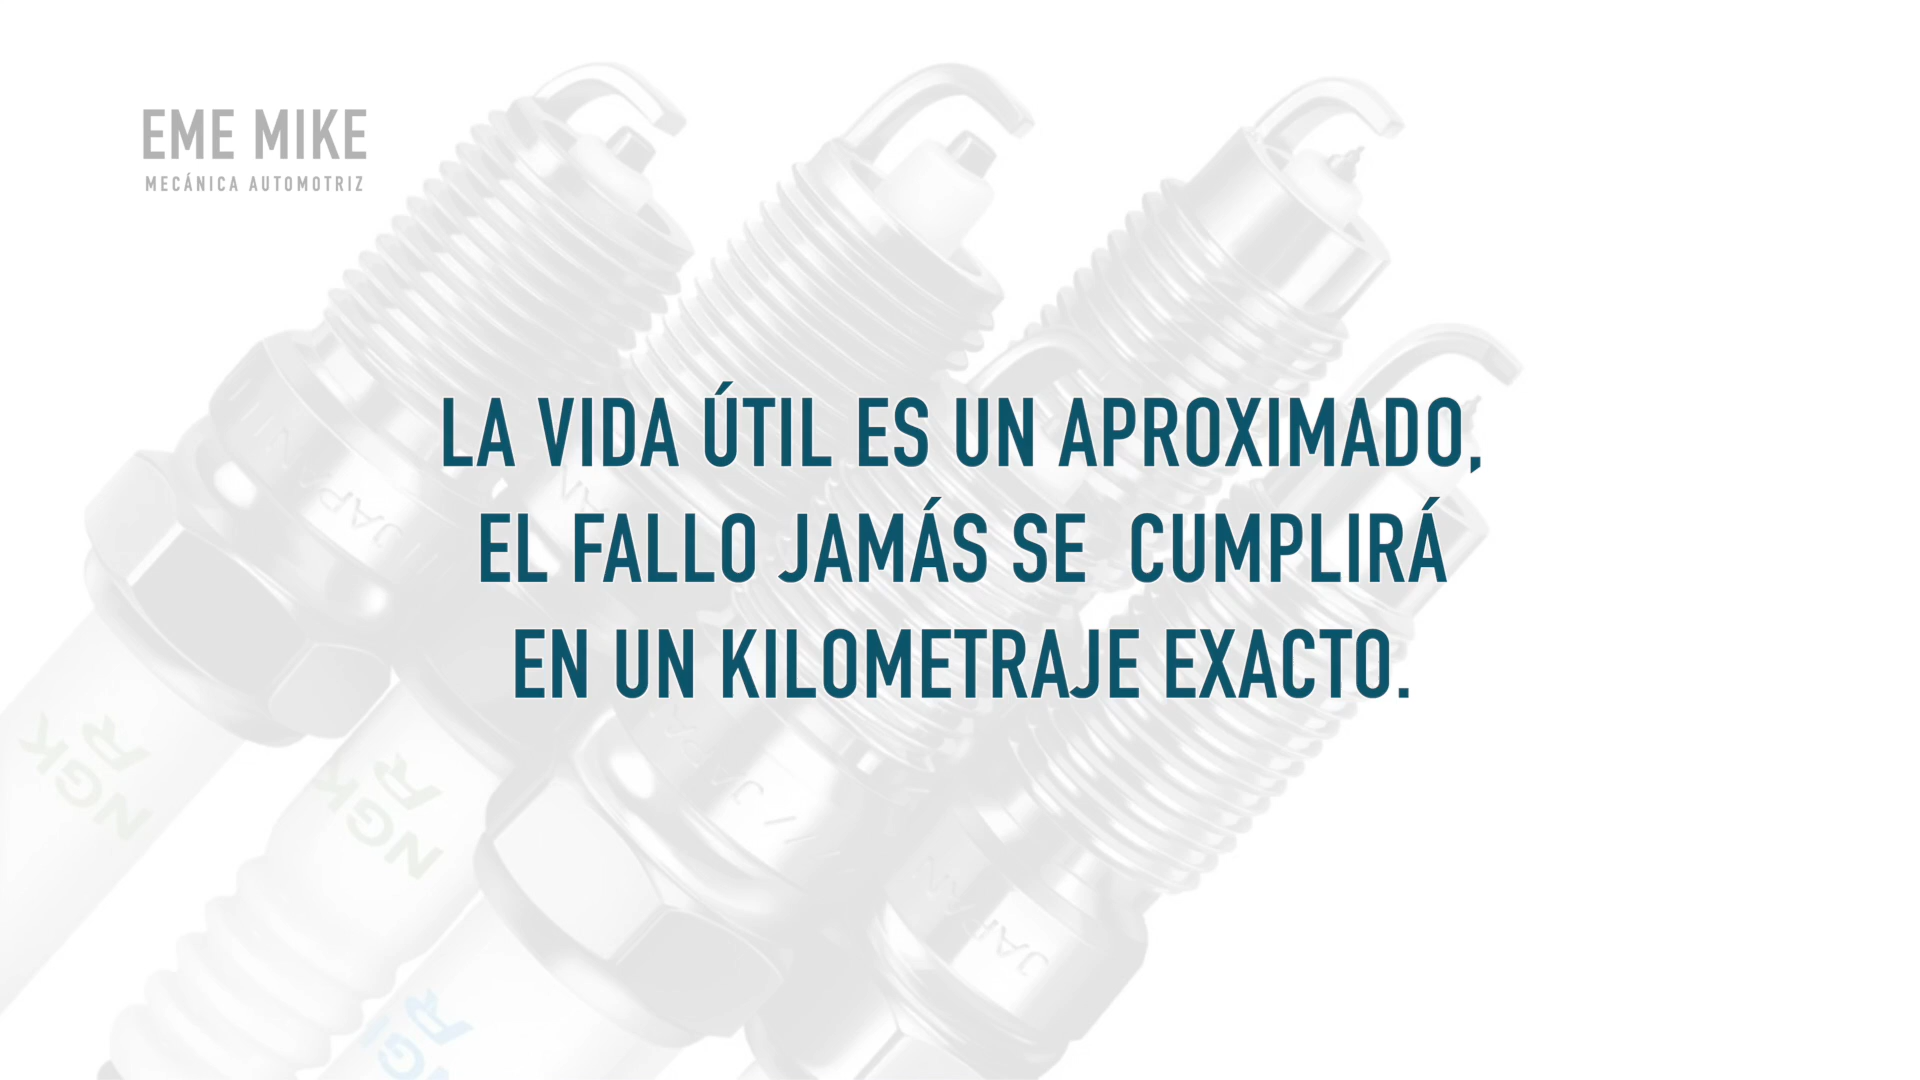 EME MIKE
MECÁNICA AUTOMOTRIZ
LA VIDA ÚTIL ES UN APROXIMADO,
EL FALLO JAMÁS SE CUMPLIRÁ
EN UN KILOMETRAJE EXACTO.
NGK
R
NGK
R
JAPAN